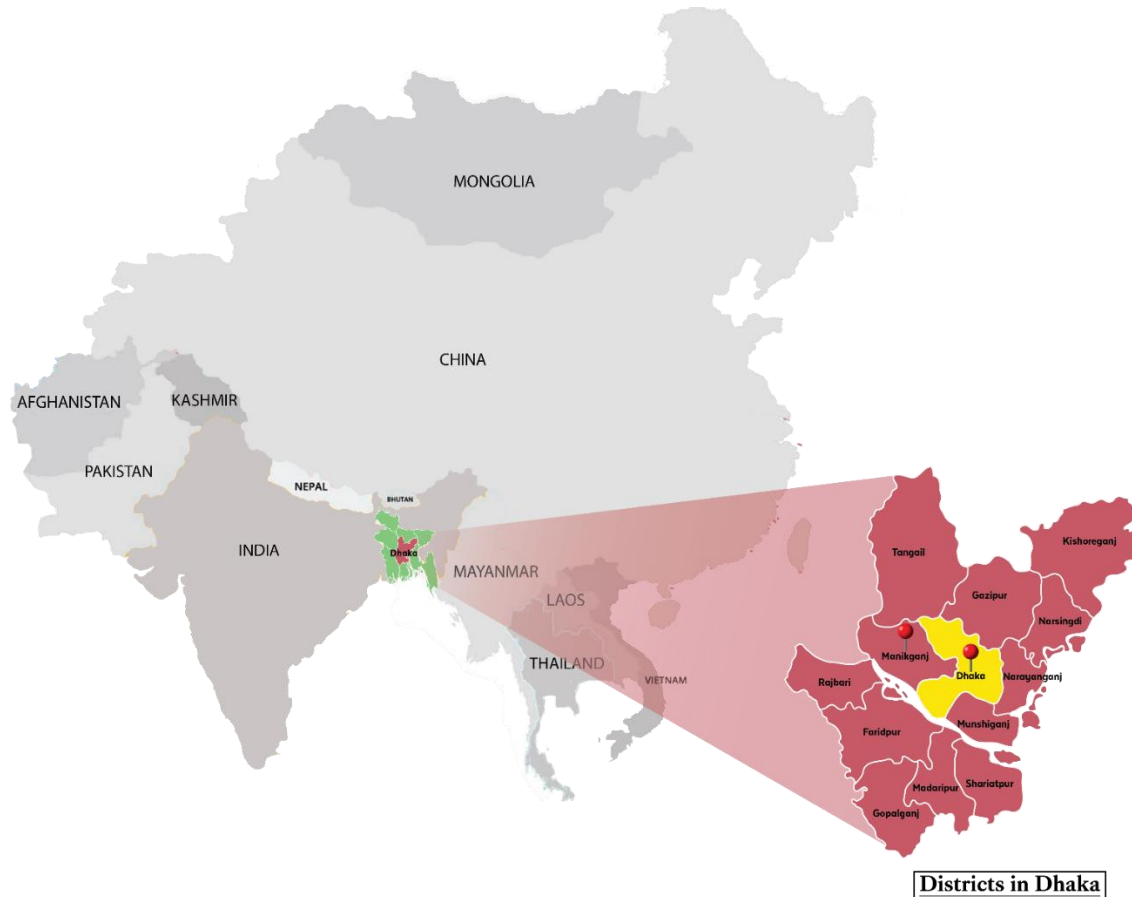 MONGOLIA
CHINA
AFGHANISTAN
KASHMIR
PAKISTAN
NEPAL
BHUTAN
INDIA
Dhaka
MAYANMAR
LAOS
THAILAND
VIETNAM
Tangail
Kishoreganj
Gazipur
Narsingdi
Manikganj
Dhaka
Narayanganj
Rajbari
Munshiganj
Faridpur
Madaripur
Shariatpur
Gopalganj
Districts in Dhaka